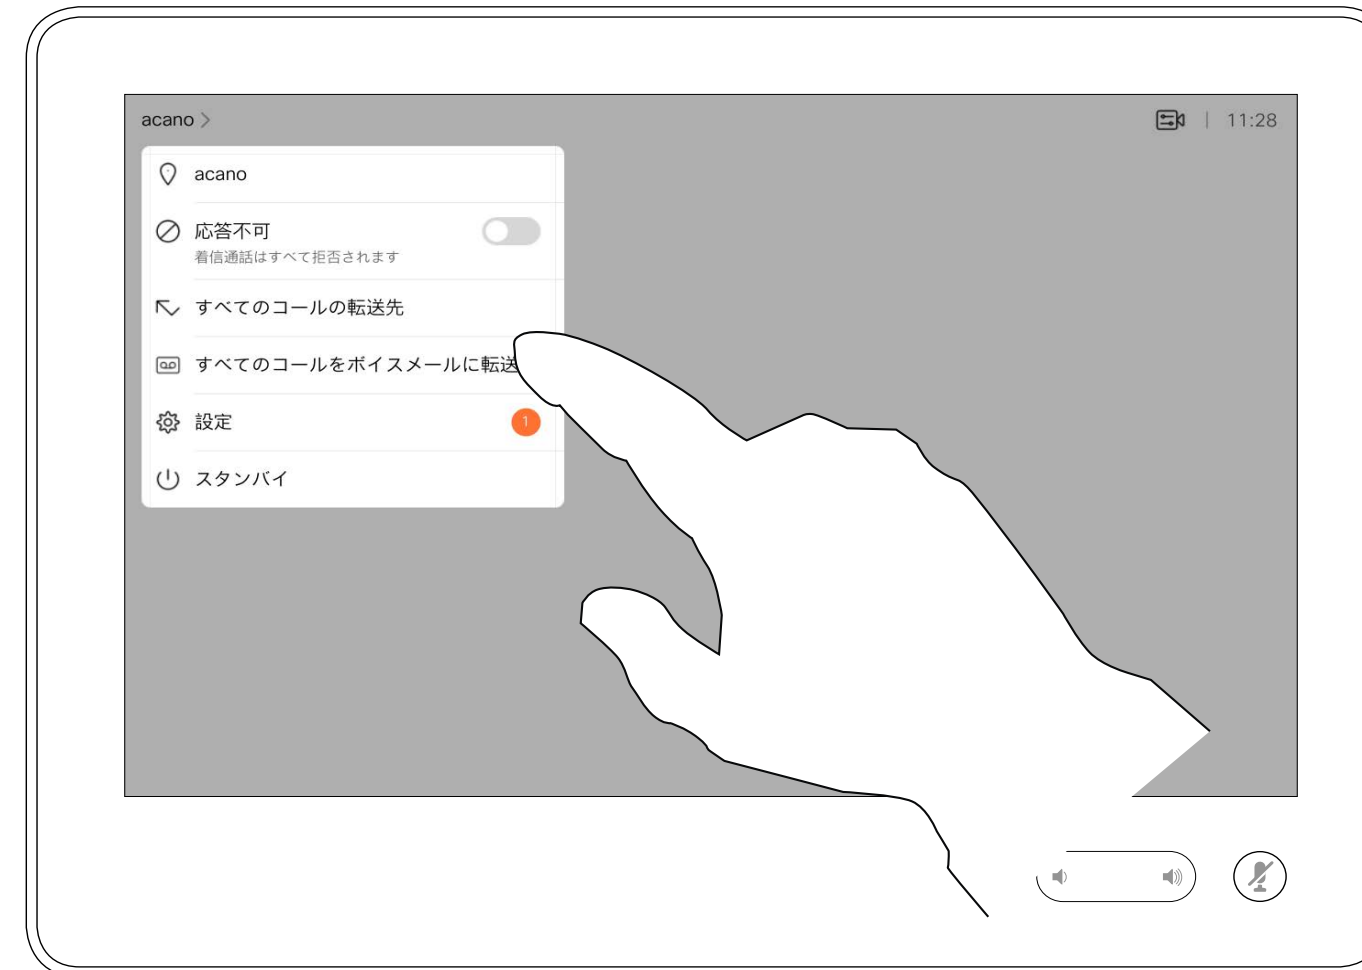 acano >
11:28
acano
応答不可
着信通話はすべて拒否されます
すべてのコールの転送先
すべてのコールをボイスメールに転送
設定
1
スタンバイ